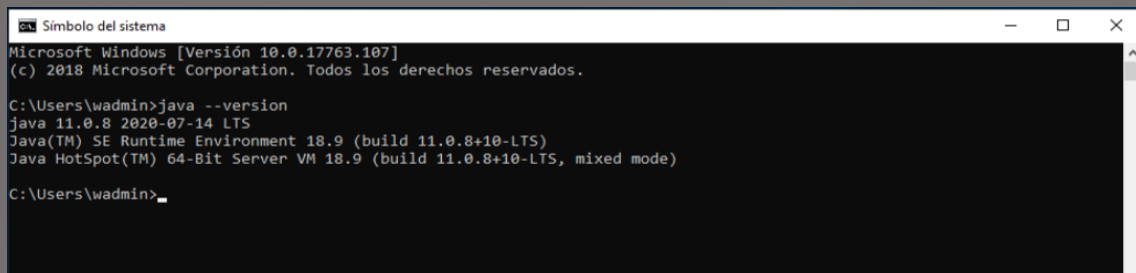 Símbolo del sistema
Microsoft Windows [Versión 10.0.17763.107]
(c) 2018 Microsoft Corporation. Todos los derechos reservados.
C:\Users\wadmin>java --version
java 11.0.8 2020-07-14 LTS
Java(TM) SE Runtime Environment 18.9 (build 11.0.8+10-LTS)
Java HotSpot(TM) 64-Bit Server VM 18.9 (build 11.0.8+10-LTS, mixed mode)
C:\Users\wadmin>